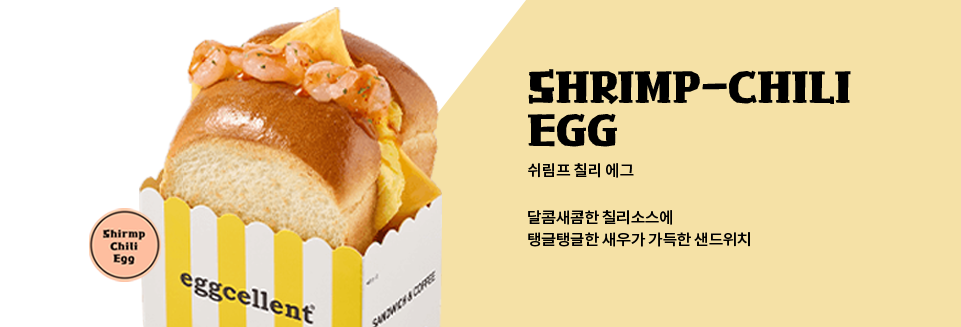 SHRIMP-CHILI
EGG
쉬림프 칠리 에그
달콤새콤한 칠리소스에
탱글탱글한 새우가 가득한 샌드위치
Shirmp
Chili
Egg
eggcellent
SANDWICH & COFFEE